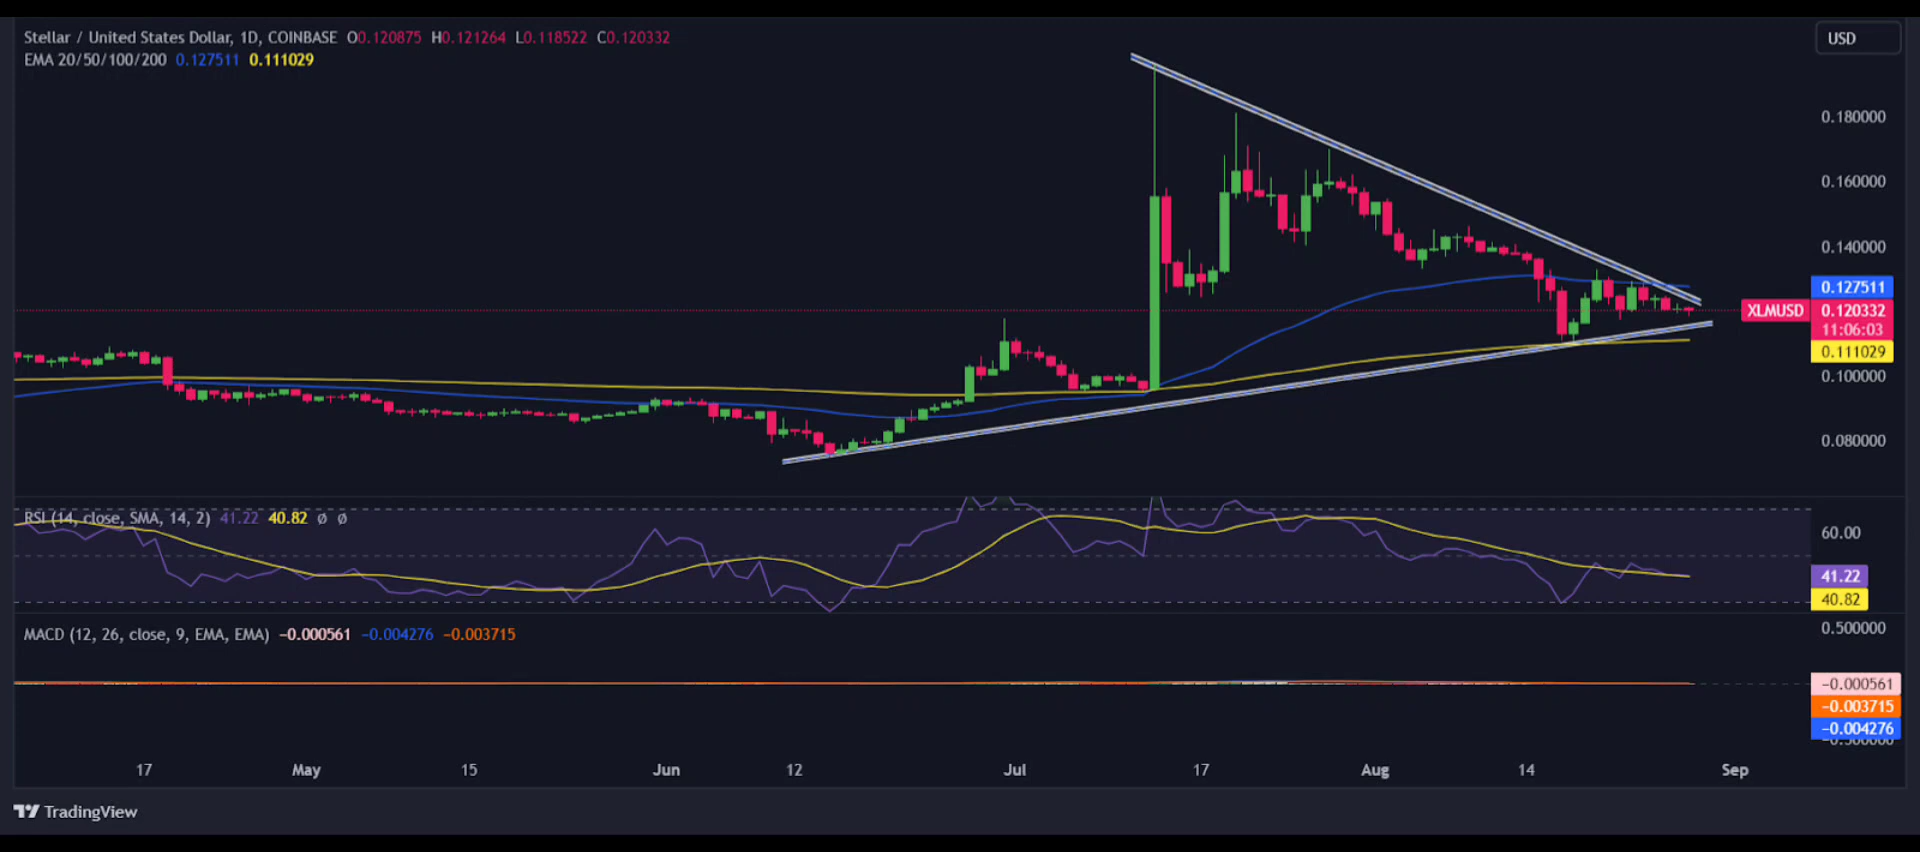 Stellar / United States Dollar, 1D, COINBASE O0.120875 H0.121264 L0.118522 C0.120332
USD
EMA 20/50/100/200 0.127511 0.111029
0.180000
0.160000
0.140000
0.127511
XLMUSD 0.120332
11:06:03
0.111029
0.100000
0.080000
RSI (14, close, SMA, 14, 2) 41.22 40.82 ø ø
60.00
41.22
40.82
MACD (12, 26, close, 9, EMA, EMA) −0.000561 −0.004276 −0.003715
0.500000
−0.000561
−0.003715
−0.004276
−0.500000
17 May 15 Jun 12 Jul 17 Aug 14 Sep
TradingView